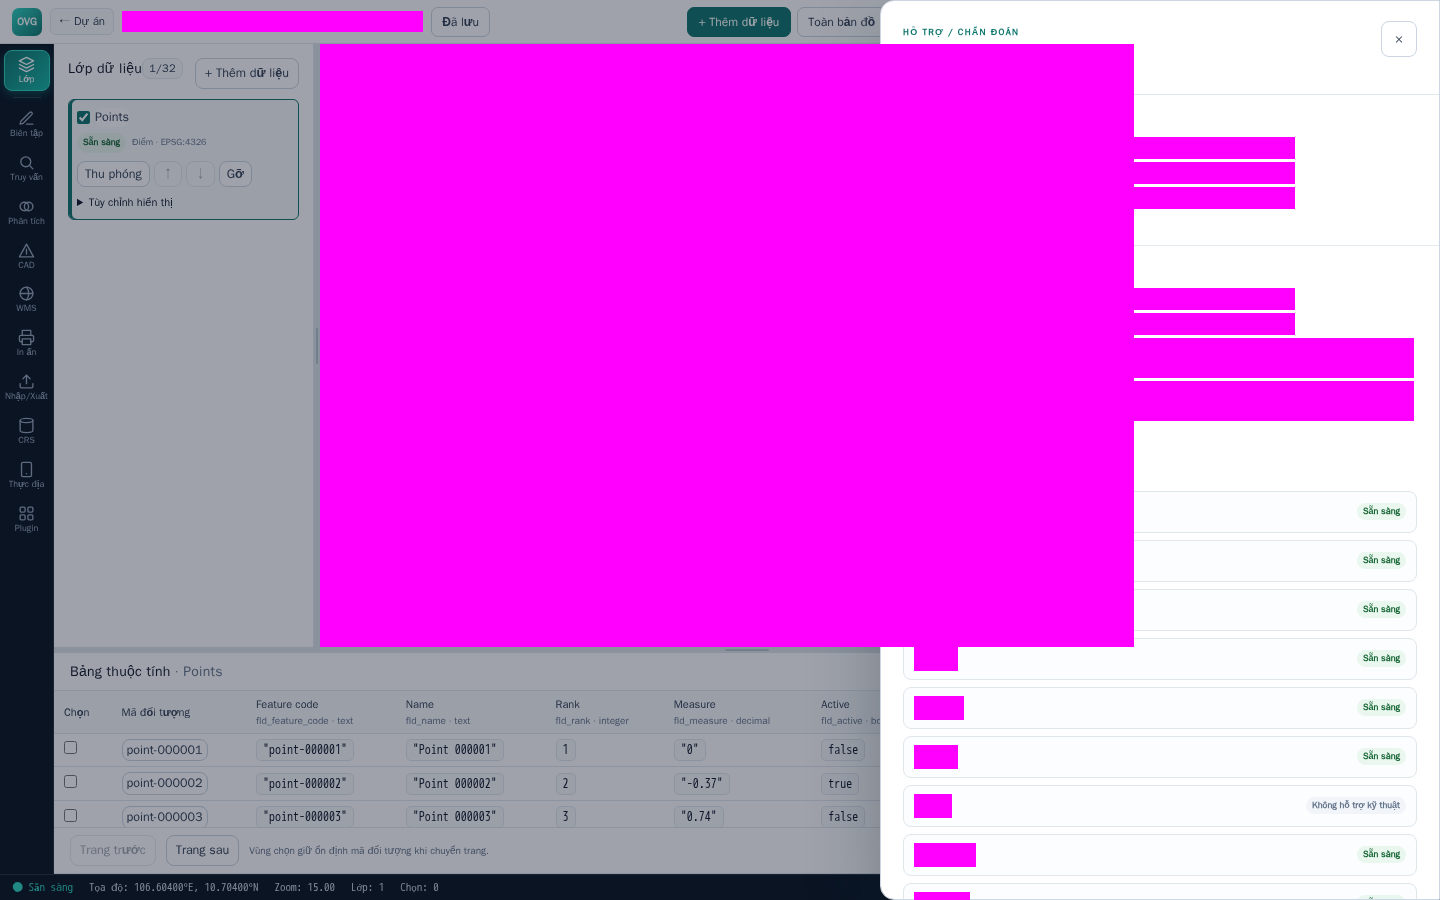 OVG
← Dự án
Đã lưu
+ Thêm dữ liệu
Toàn bản đồ
HỖ TRỢ / CHẨN ĐOÁN
×
Lớp
Biên tập
Truy vấn
Phân tích
CAD
WMS
In ấn
Nhập/Xuất
CRS
Thực địa
Plugin
Lớp dữ liệu 1/32
+ Thêm dữ liệu
Points
Sẵn sàng Điểm · EPSG:4326
Thu phóng ↑ ↓ Gỡ
▶ Tùy chỉnh hiển thị
Sẵn sàng
Sẵn sàng
Sẵn sàng
Sẵn sàng
Sẵn sàng
Sẵn sàng
Không hỗ trợ kỹ thuật
Sẵn sàng
Bảng thuộc tính · Points
Chọn Mã đối tượng Feature code Name Rank Measure Active
fld_feature_code · text fld_name · text fld_rank · integer fld_measure · decimal fld_active
point-000001 "point-000001" "Point 000001" 1 "0" false
point-000002 "point-000002" "Point 000002" 2 "-0.37" true
point-000003 "point-000003" "Point 000003" 3 "0.74" false
Trang trước Trang sau Vùng chọn giữ ổn định mã đối tượng khi chuyển trang.
Sẵn sàng Tọa độ: 106.60400°E, 10.70400°N Zoom: 15.00 Lớp: 1 Chọn: 0